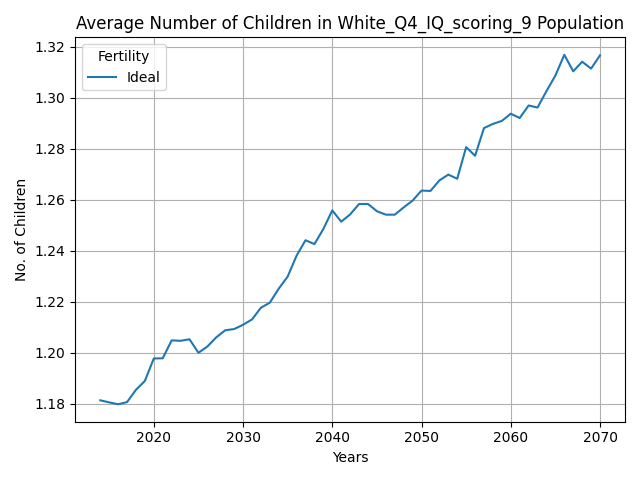 Average Number of Children in White_Q4_IQ_scoring_9 Population
Fertility
Ideal
No. of Children
1.32
1.30
1.28
1.26
1.24
1.22
1.20
1.18
2020 2030 2040 2050 2060 2070
Years